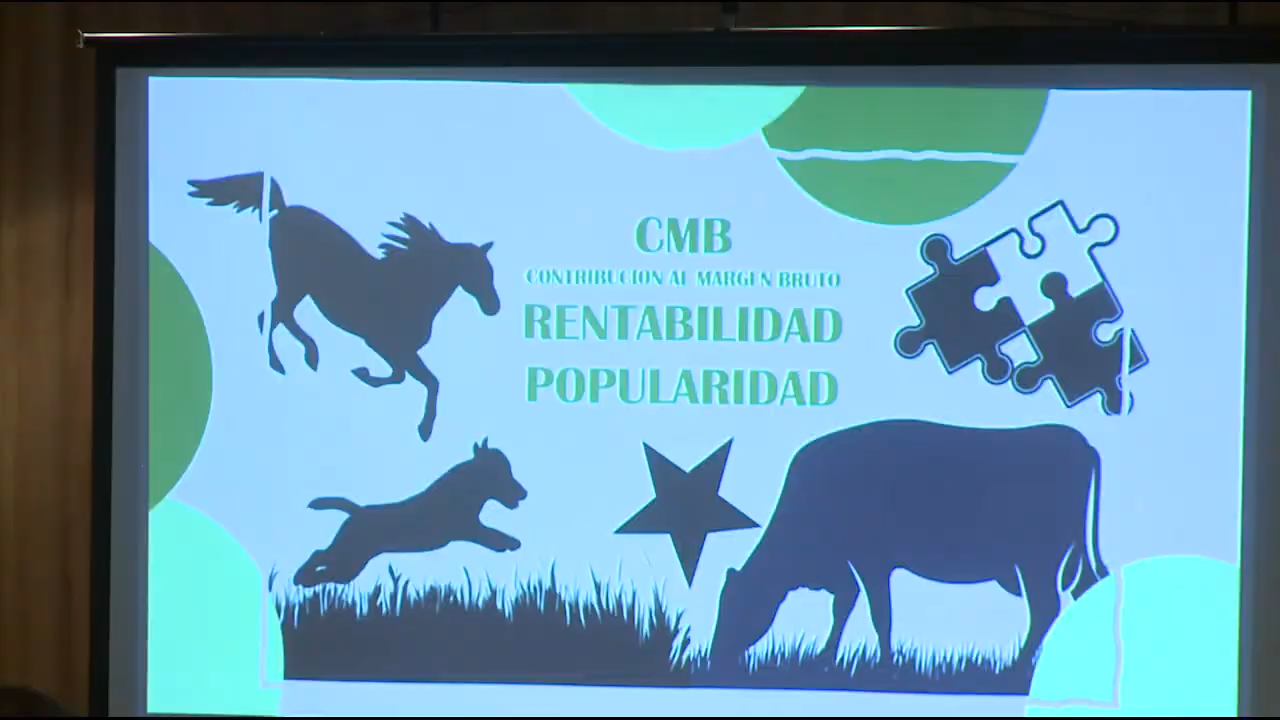 CMB
CONTRIBUCION AL MARGEN BRUTO
RENTABILIDAD
POPULARIDAD